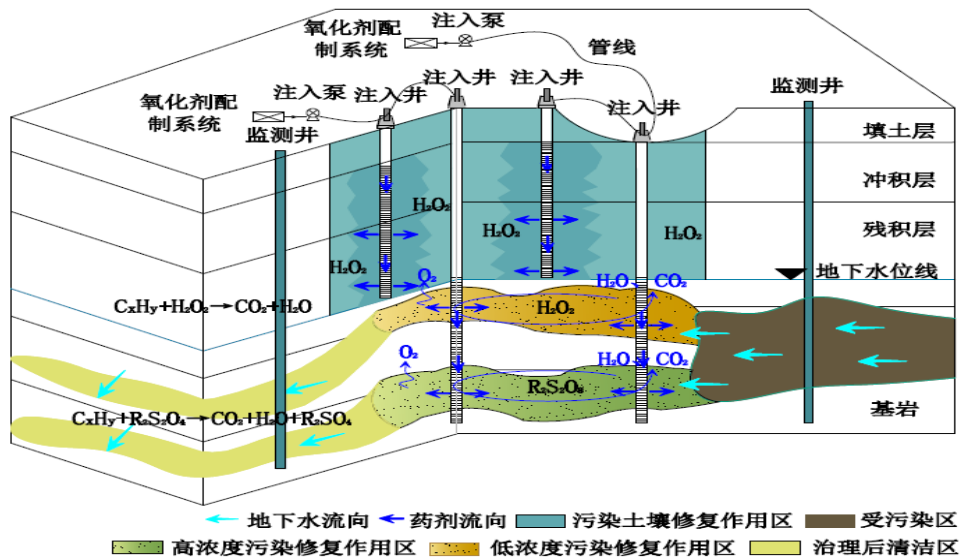 氧化剂配
制系统
注入泵
管线
氧化剂配
制系统
注入泵
注入井
注入井
注入井
注入井
监测井
监测井
填土层
冲积层
残积层
地下水位线
基岩
H₂O₂
H₂O₂
H₂O₂
H₂O₂
O₂
H₂O
CO₂
H₂O₂
CxHy+H₂O₂→CO₂+H₂O
O₂
H₂O
CO₂
R₂S₂O₈
CxHy+R₂S₂O₄→CO₂+H₂O+R₂SO₄
地下水流向
药剂流向
污染土壤修复作用区
受污染区
高浓度污染修复作用区
低浓度污染修复作用区
治理后清洁区